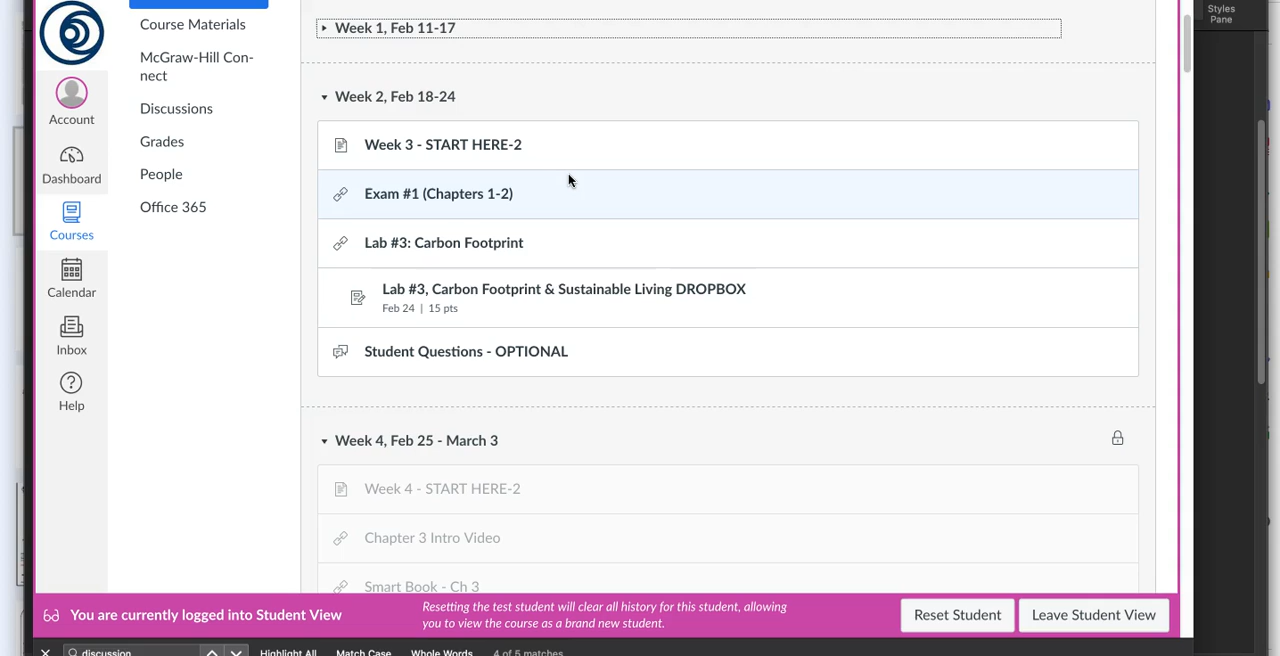 Styles
Pane
Course Materials
McGraw-Hill Con-
nect
Discussions
Grades
People
Office 365
Account
Dashboard
Courses
Calendar
Inbox
Help
Week 1, Feb 11-17
Week 2, Feb 18-24
Week 3 - START HERE-2
Exam #1 (Chapters 1-2)
Lab #3: Carbon Footprint
Lab #3, Carbon Footprint & Sustainable Living DROPBOX
Feb 24 | 15 pts
Student Questions - OPTIONAL
Week 4, Feb 25 - March 3
Week 4 - START HERE-2
Chapter 3 Intro Video
Smart Book - Ch 3
You are currently logged into Student View
Resetting the test student will clear all history for this student, allowing
you to view the course as a brand new student.
Reset Student
Leave Student View
discussion
Highlight All
Match Case
Whole Words
4 of 5 matches